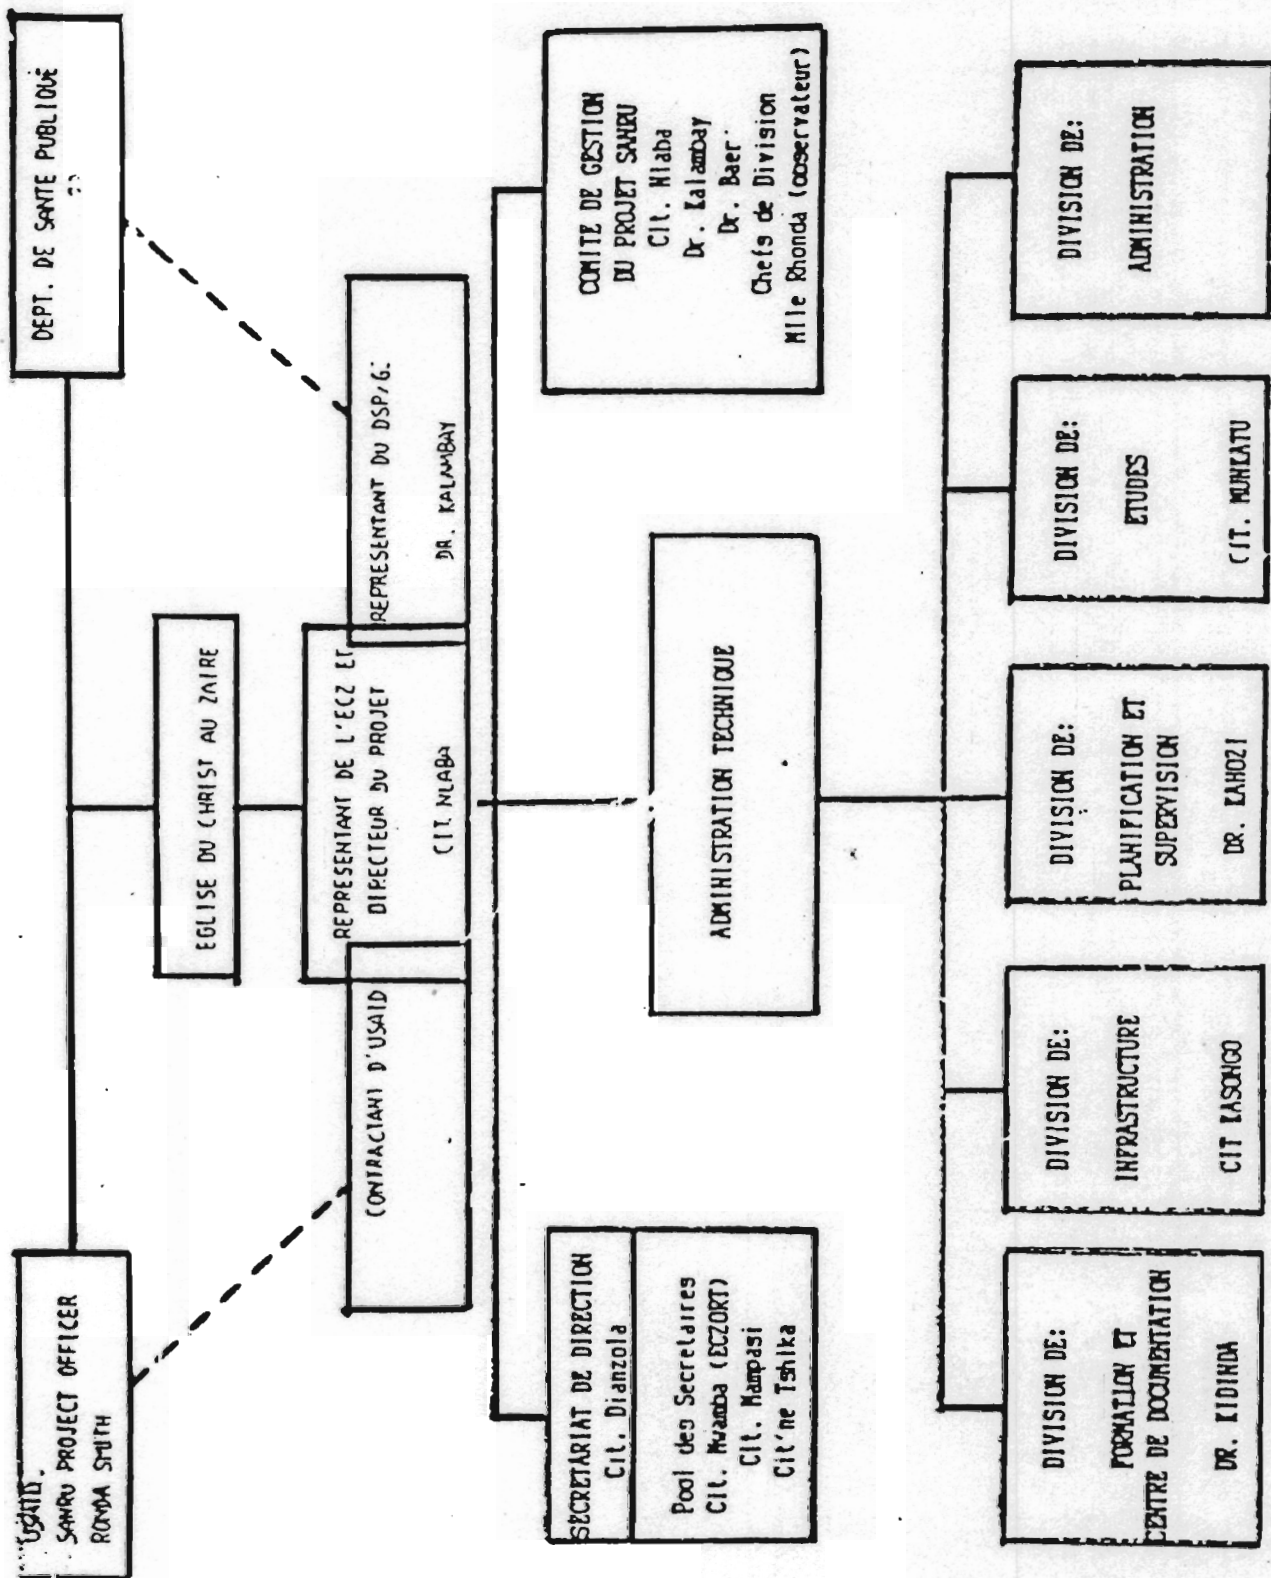 USAID.
SANRU PROJECT OFFICER
RONDA SMITH
DEPT. DE SANTE PUBLIQUE
EGLISE DU CHRIST AU ZAIRE
CONTRACTANT D'USAID
REPRESENTANT DE L'ECZ ET
DIRECTEUR DU PROJET
CIT. NLABA
REPRESENTANT DU DSP/G.
DR. KALAMBAY
SECRETARIAT DE DIRECTION
Cit. Dianzola
Pool des Secretaires
Cit. Mwamba (ECZORT)
Cit. Mampasi
Cit'ne Tshika
COMITE DE GESTION
DU PROJET SANRU
Cit. Nlaba
Dr. Kalambay
Dr. Baer
Chefs de Division
Mlle Rhonda (observateur)
ADMINISTRATION TECHNIQUE
DIVISION DE:
FORMATION ET
CENTRE DE DOCUMENTATION
DR. KIDINDA
DIVISION DE:
INFRASTRUCTURE
CIT KASONGO
DIVISION DE:
PLANIFICATION ET
SUPERVISION
DR. KAHOZI
DIVISION DE:
ETUDES
CIT. MUNKATU
DIVISION DE:
ADMINISTRATION